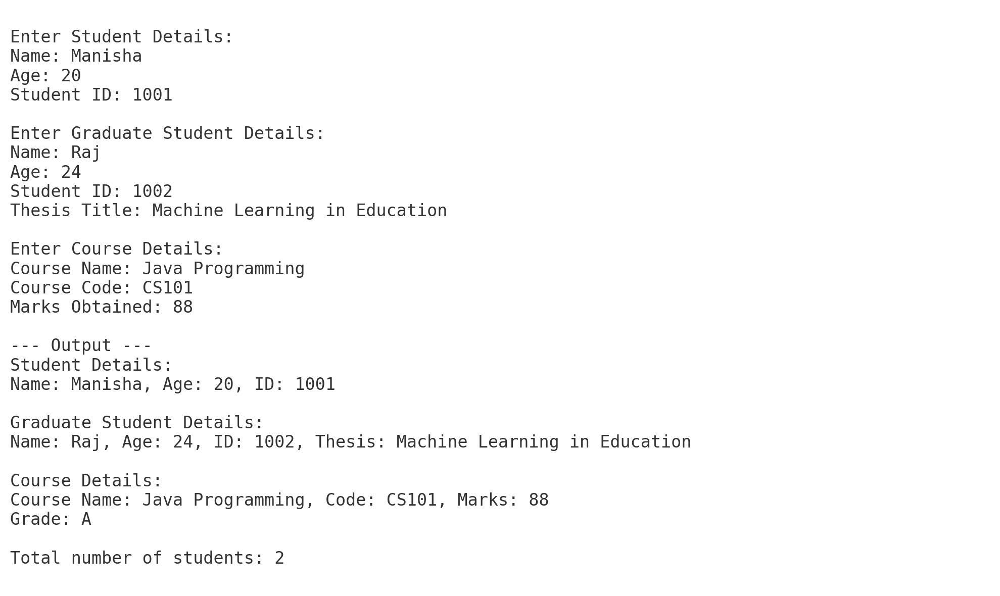 Enter Student Details:
Name: Manisha
Age: 20
Student ID: 1001

Enter Graduate Student Details:
Name: Raj
Age: 24
Student ID: 1002
Thesis Title: Machine Learning in Education

Enter Course Details:
Course Name: Java Programming
Course Code: CS101
Marks Obtained: 88

--- Output ---
Student Details:
Name: Manisha, Age: 20, ID: 1001

Graduate Student Details:
Name: Raj, Age: 24, ID: 1002, Thesis: Machine Learning in Education

Course Details:
Course Name: Java Programming, Code: CS101, Marks: 88
Grade: A

Total number of students: 2